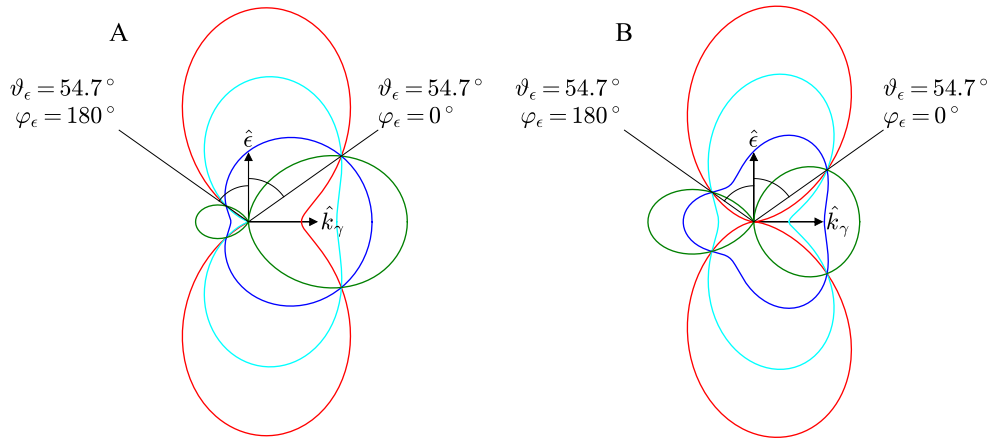 A
B
ϑ_ϵ = 54.7°
φ_ϵ = 180°
ϑ_ϵ = 54.7°
φ_ϵ = 0°
ϑ_ϵ = 54.7°
φ_ϵ = 180°
ϑ_ϵ = 54.7°
φ_ϵ = 0°
ϵ̂
k̂_γ
ϵ̂
k̂_γ